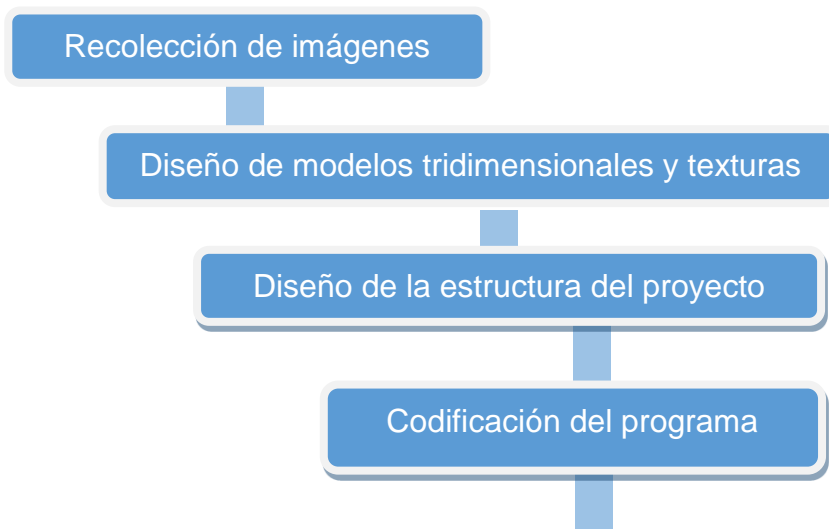 Recolección de imágenes
Diseño de modelos tridimensionales y texturas
Diseño de la estructura del proyecto
Codificación del programa